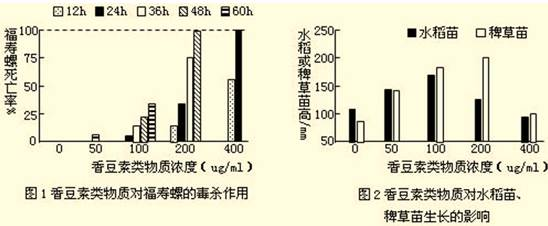 12h 24h 36h 48h 60h
福寿螺死亡率%
100
75
50
25
0
0 50 100 200 400
香豆素类物质浓度（ug/ml）
图1香豆素类物质对福寿螺的毒杀作用
水稻苗 稗草苗
水稻或稗草苗高/mm
250
200
150
100
50
0
0 50 100 200 400
香豆素类物质浓度（ug/ml）
图2香豆素类物质对水稻苗、
稗草苗生长的影响